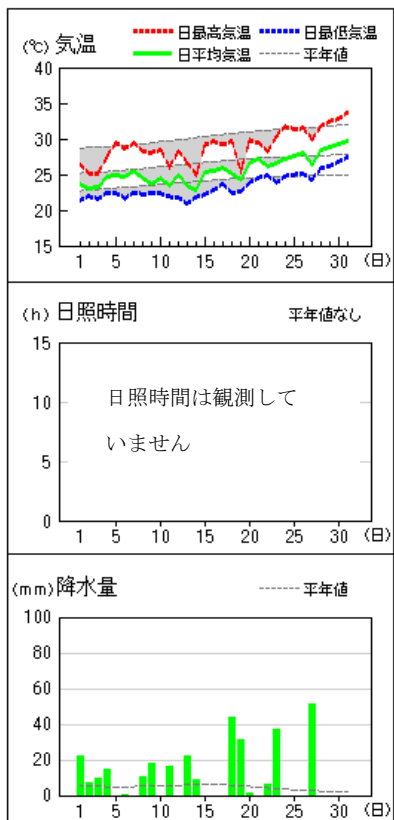 (℃) 気温
日最高気温 日最低気温
日平均気温 平年値
40
35
30
25
20
15
1 5 10 15 20 25 30 (日)
(h) 日照時間 平年値なし
15
10
5
0
日照時間は観測して
いません
1 5 10 15 20 25 30 (日)
(mm) 降水量 平年値
100
80
60
40
20
0
1 5 10 15 20 25 30 (日)